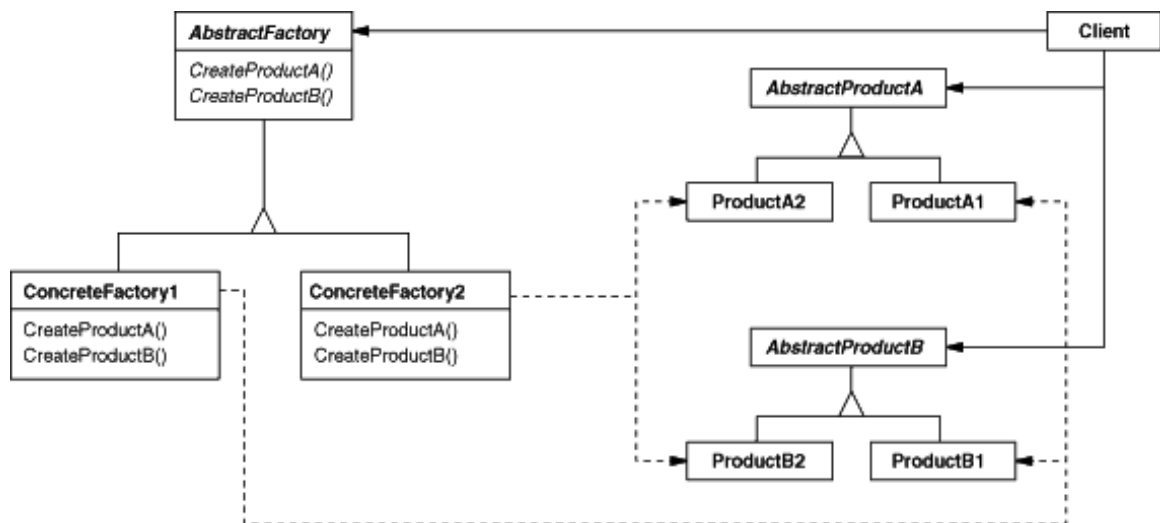 AbstractFactory
CreateProductA()
CreateProductB()
Client
AbstractProductA
ProductA2
ProductA1
ConcreteFactory1
CreateProductA()
CreateProductB()
ConcreteFactory2
CreateProductA()
CreateProductB()
AbstractProductB
ProductB2
ProductB1